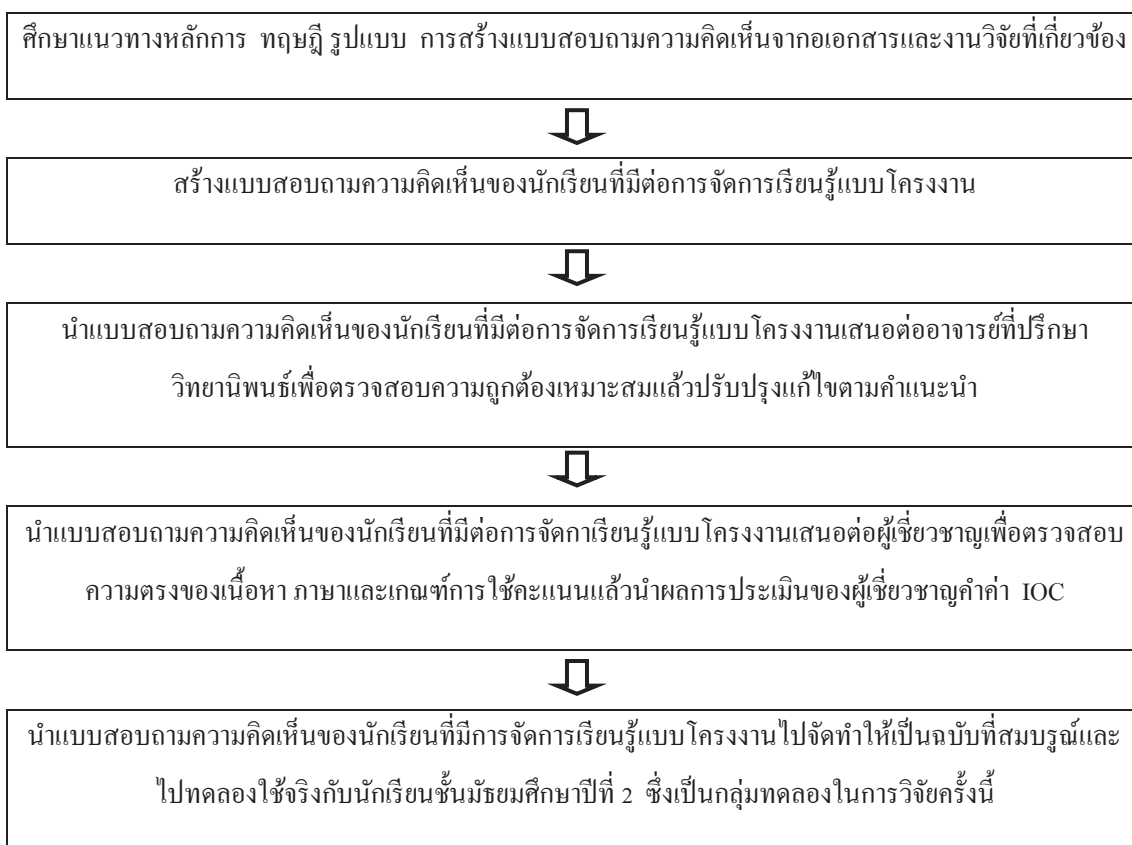 ศึกษาแนวทางหลักการ ทฤษฎี รูปแบบ การสร้างแบบสอบถามความคิดเห็นจากอเอกสารและงานวิจัยที่เกี่ยวข้อง
สร้างแบบสอบถามความคิดเห็นของนักเรียนที่มีต่อการจัดการเรียนรู้แบบโครงงาน
นำแบบสอบถามความคิดเห็นของนักเรียนที่มีต่อการจัดการเรียนรู้แบบโครงงานเสนอต่ออาจารย์ที่ปรึกษา
วิทยานิพนธ์เพื่อตรวจสอบความถูกต้องเหมาะสมแล้วปรับปรุงแก้ไขตามคำแนะนำ
นำแบบสอบถามความคิดเห็นของนักเรียนที่มีต่อการจัดกาเรียนรู้แบบโครงงานเสนอต่อผู้เชี่ยวชาญเพื่อตรวจสอบ
ความตรงของเนื้อหา ภาษาและเกณฑ์การใช้คะแนนแล้วนำผลการประเมินของผู้เชี่ยวชาญคำค่า IOC
นำแบบสอบถามความคิดเห็นของนักเรียนที่มีการจัดการเรียนรู้แบบโครงงานไปจัดทำให้เป็นฉบับที่สมบรูณ์และ
ไปทดลองใช้จริงกับนักเรียนชั้นมัธยมศึกษาปีที่ 2 ซึ่งเป็นกลุ่มทดลองในการวิจัยครั้งนี้